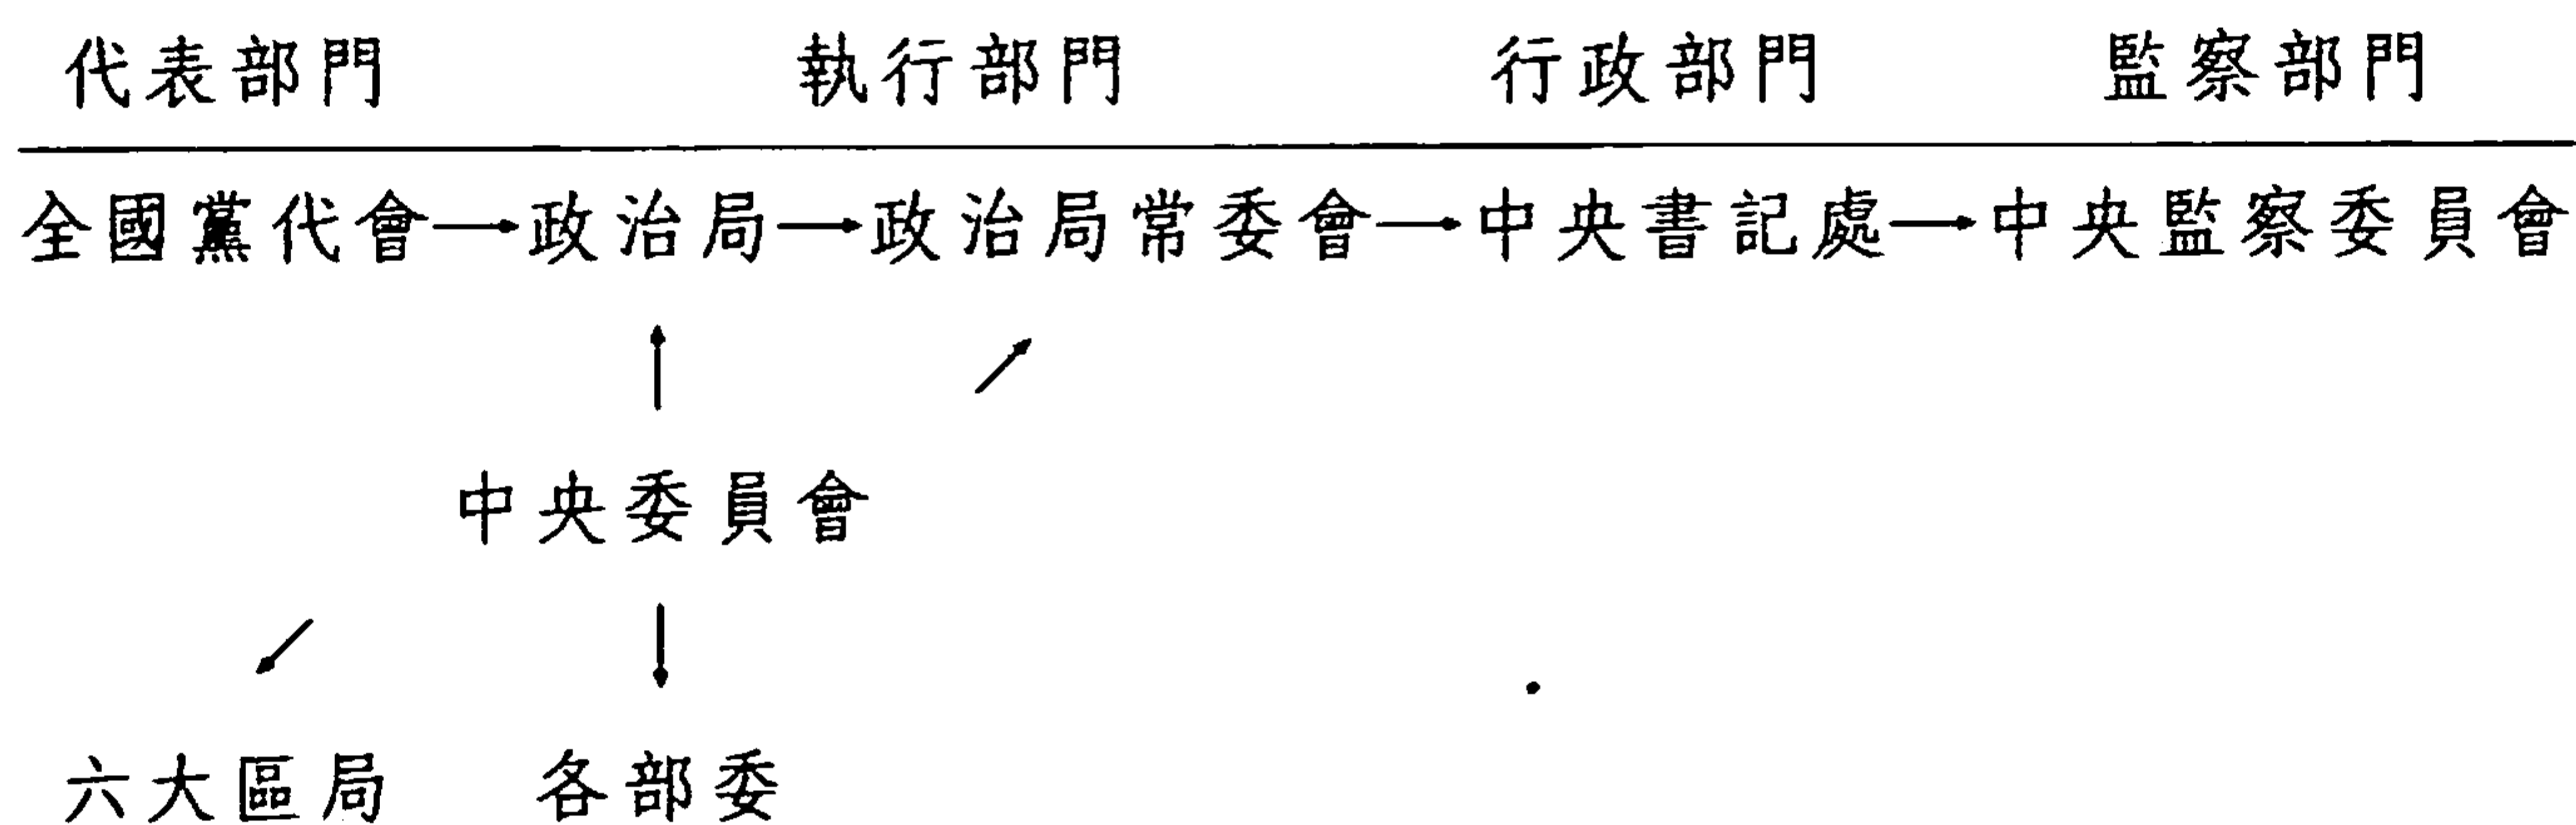 代表部門 執行部門 行政部門 監察部門
全國黨代會→政治局→政治局常委會→中央書記處→中央監察委員會
中央委員會
六大區局 各部委